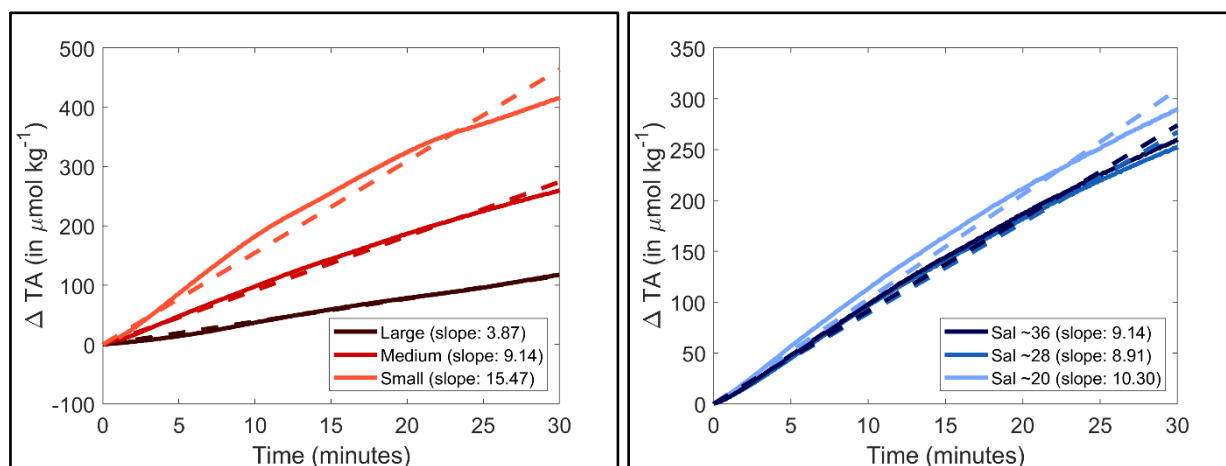 500
400
300
200
100
0
-100
Δ TA (in μmol kg⁻¹)
Large (slope: 3.87)
Medium (slope: 9.14)
Small (slope: 15.47)
0 5 10 15 20 25 30
Time (minutes)
350
300
250
200
150
100
50
0
Δ TA (in μmol kg⁻¹)
Sal ~36 (slope: 9.14)
Sal ~28 (slope: 8.91)
Sal ~20 (slope: 10.30)
0 5 10 15 20 25 30
Time (minutes)